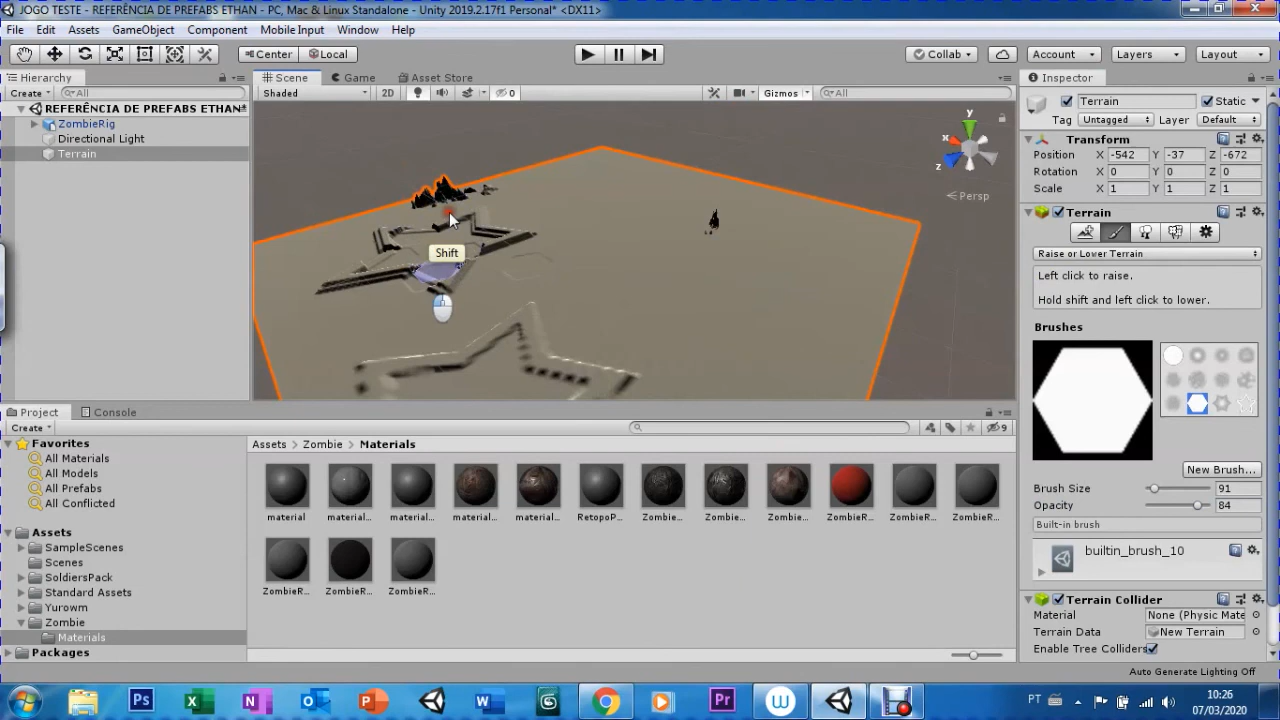 JOGO TESTE - REFERÊNCIA DE PREFABS ETHAN - PC, Mac & Linux Standalone - Unity 2019.2.17f1 Personal* <DX11>
File Edit Assets GameObject Component Mobile Input Window Help
Center Local Collab Account Layers Layout
Hierarchy Scene Game Asset Store Inspector
Create All Shaded 2D 0 Gizmos All
REFERÊNCIA DE PREFABS ETHAN
ZombieRig
Directional Light
Terrain
y
x
z
Persp
Shift
Terrain Static
Tag Untagged Layer Default
Transform
Position X -542 Y -37 Z -672
Rotation X 0 Y 0 Z 0
Scale X 1 Y 1 Z 1
Terrain
Raise or Lower Terrain
Left click to raise.
Hold shift and left click to lower.
Brushes
New Brush...
Brush Size 91
Opacity 84
Built-in brush
builtin_brush_10
Terrain Collider
Material None (Physic Mate
Terrain Data New Terrain
Enable Tree Colliders
Project Console
Create 9
Favorites
All Materials
All Models
All Prefabs
All Conflicted
Assets
SampleScenes
Scenes
SoldiersPack
Standard Assets
Yurowm
Zombie
Materials
Packages
Assets Zombie Materials
material material... material... material... material... RetopoP... Zombie... Zombie... Zombie... ZombieR... ZombieR... ZombieR...
ZombieR... ZombieR... ZombieR...
Auto Generate Lighting Off
PT
10:26
07/03/2020